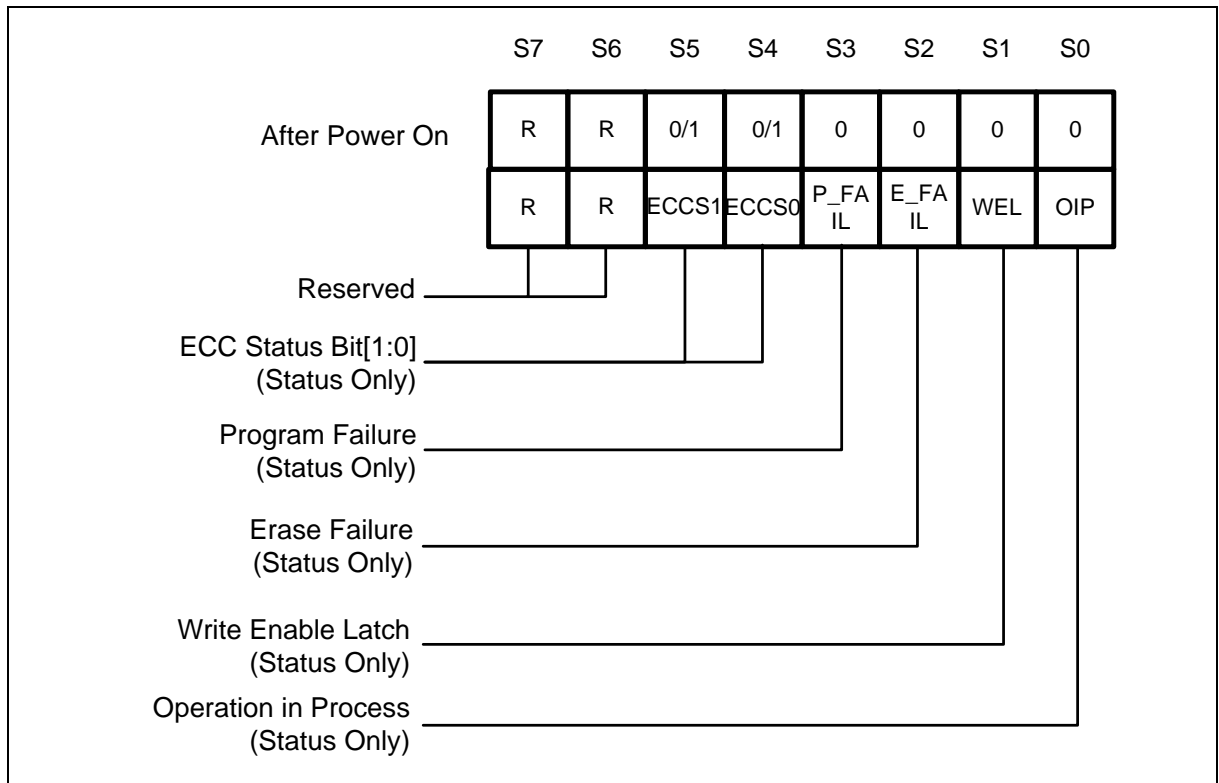 S7 S6 S5 S4 S3 S2 S1 S0
After Power On R R 0/1 0/1 0 0 0 0
R R ECCS1 ECCS0 P_FA E_FA WEL OIP
IL IL
Reserved
ECC Status Bit[1:0]
(Status Only)
Program Failure
(Status Only)
Erase Failure
(Status Only)
Write Enable Latch
(Status Only)
Operation in Process
(Status Only)